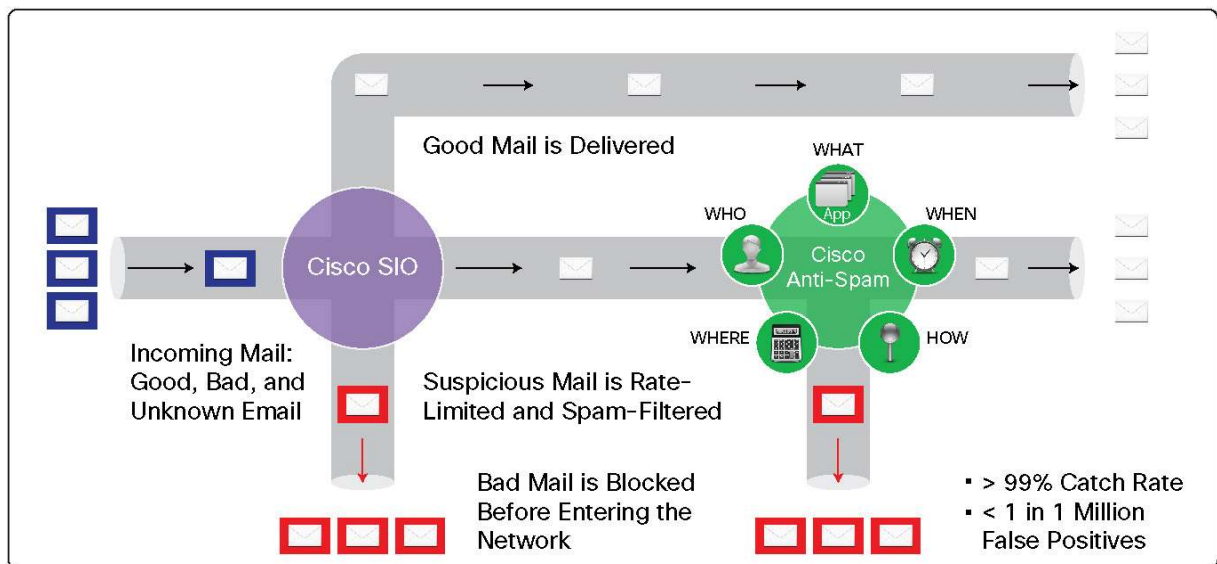 Good Mail is Delivered
WHAT
App
WHO
WHEN
Cisco SIO
Cisco
Anti-Spam
WHERE
HOW
Incoming Mail:
Good, Bad, and
Unknown Email
Suspicious Mail is Rate-
Limited and Spam-Filtered
Bad Mail is Blocked
Before Entering the
Network
▪ > 99% Catch Rate
▪ < 1 in 1 Million
False Positives